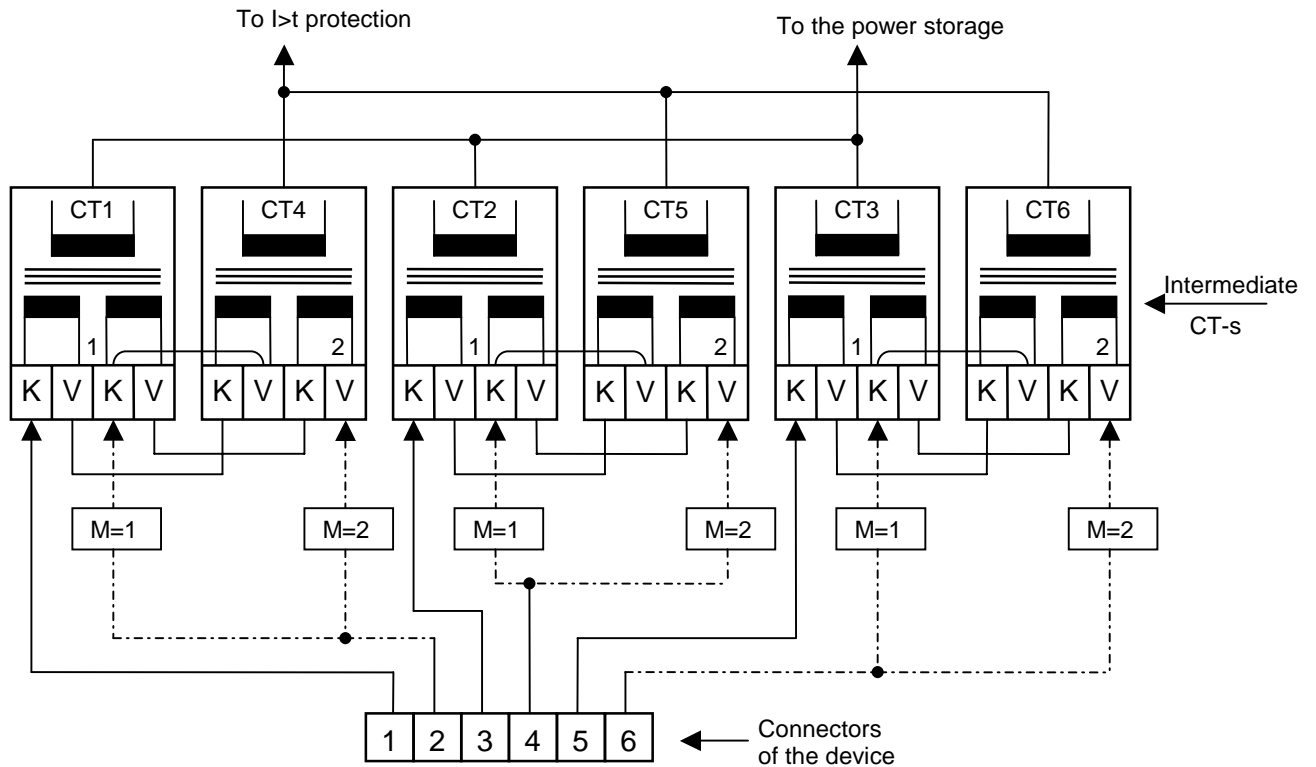 To I>t protection
To the power storage
CT1 CT4 CT2 CT5 CT3 CT6
Intermediate
CT-s
1 2 1 2 1 2
K V K V K V K V K V K V K V K V K V K V K V K V
M=1 M=2 M=1 M=2 M=1 M=2
1 2 3 4 5 6
Connectors
of the device